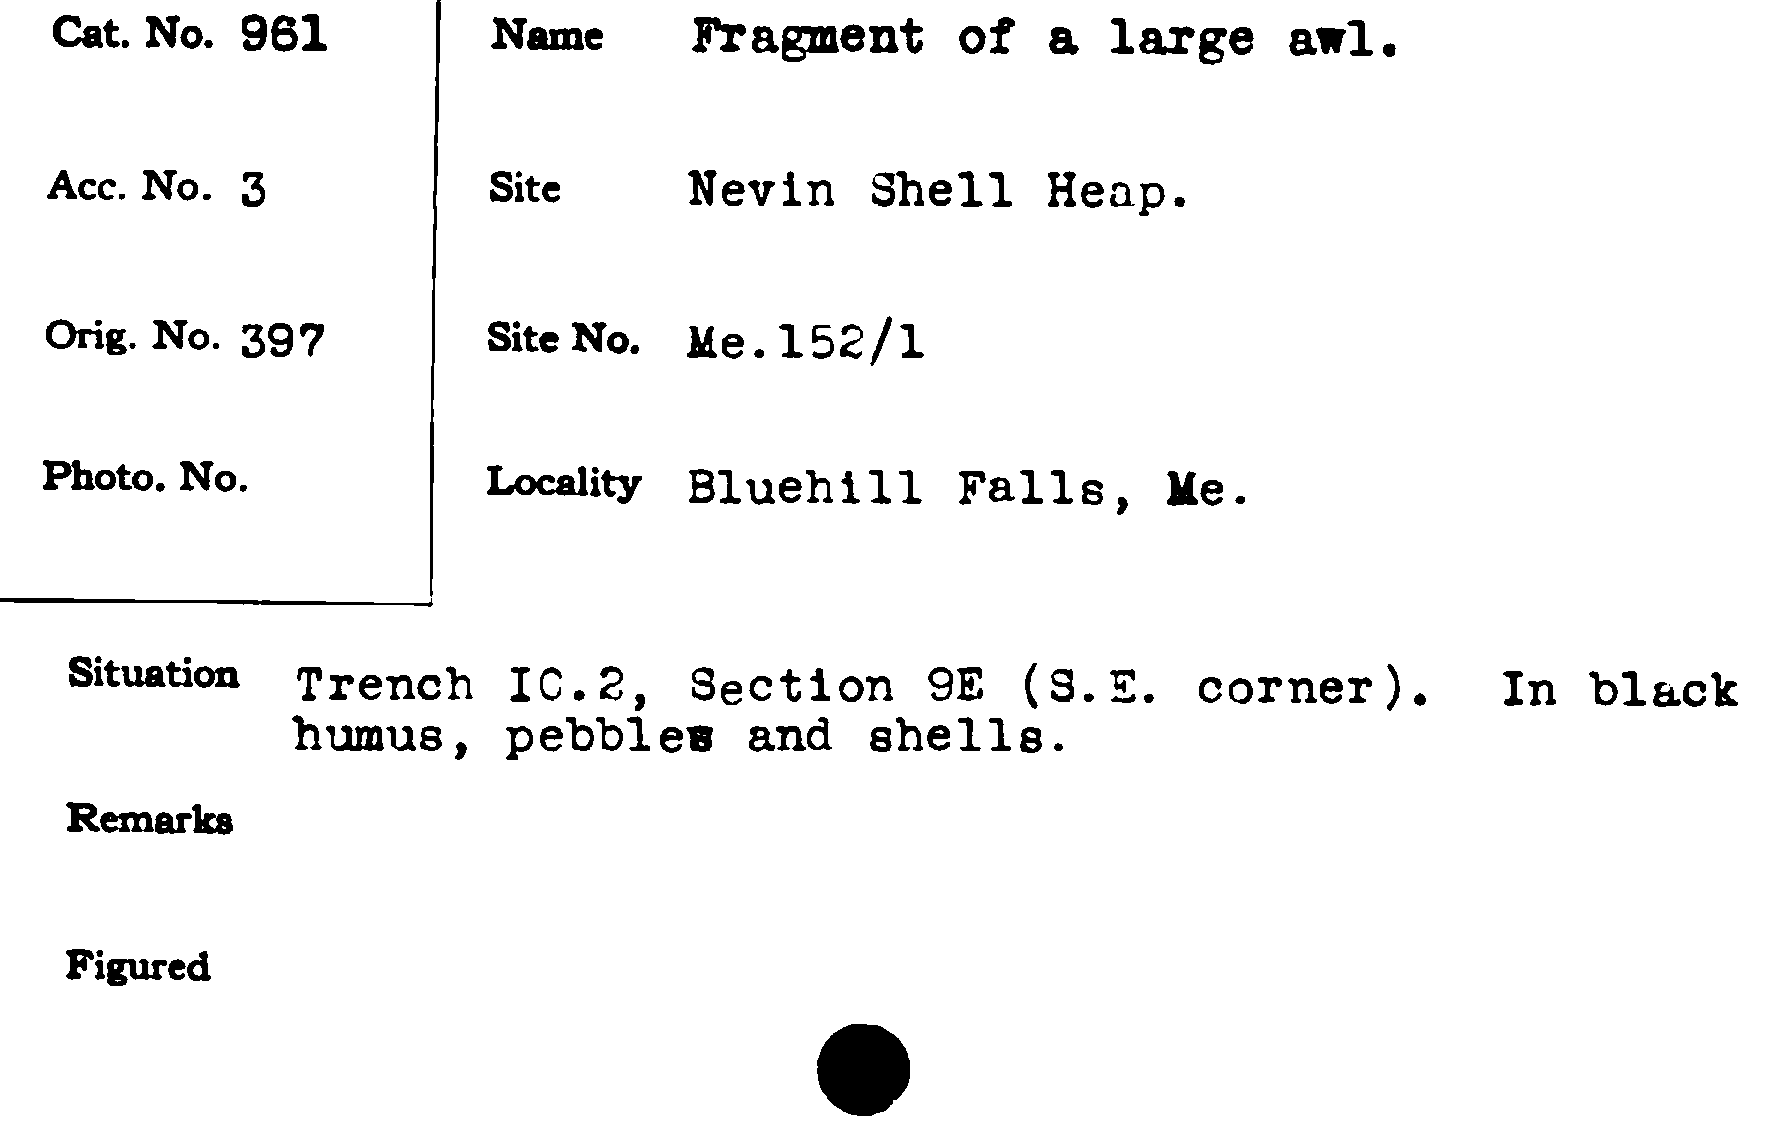 Cat. No. 961
Name Fragment of a large awl.
Acc. No. 3
Site Nevin Shell Heap.
Orig. No. 397
Site No. Me.152/1
Photo. No.
Locality Bluehill Falls, Me.
Situation Trench IC.2, Section 9E (S.E. corner). In black
humus, pebbles and shells.
Remarks
Figured